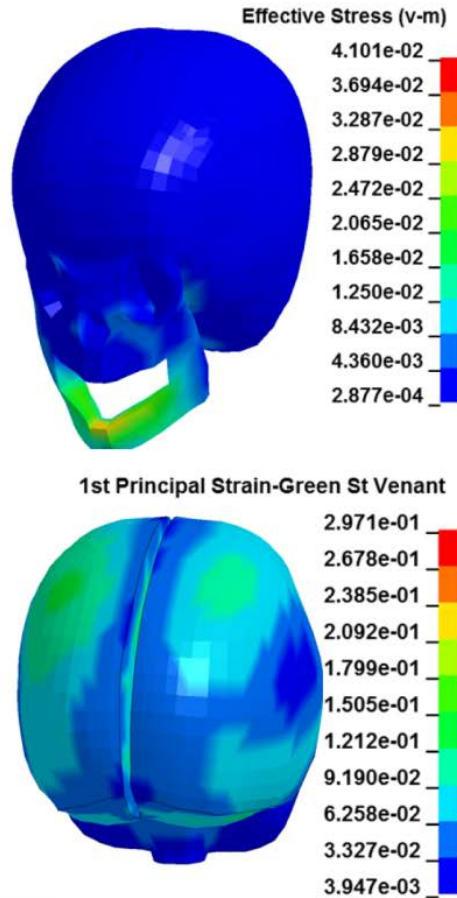 Effective Stress (v-m)
4.101e-02
3.694e-02
3.287e-02
2.879e-02
2.472e-02
2.065e-02
1.658e-02
1.250e-02
8.432e-03
4.360e-03
2.877e-04
1st Principal Strain-Green St Venant
2.971e-01
2.678e-01
2.385e-01
2.092e-01
1.799e-01
1.505e-01
1.212e-01
9.190e-02
6.258e-02
3.327e-02
3.947e-03